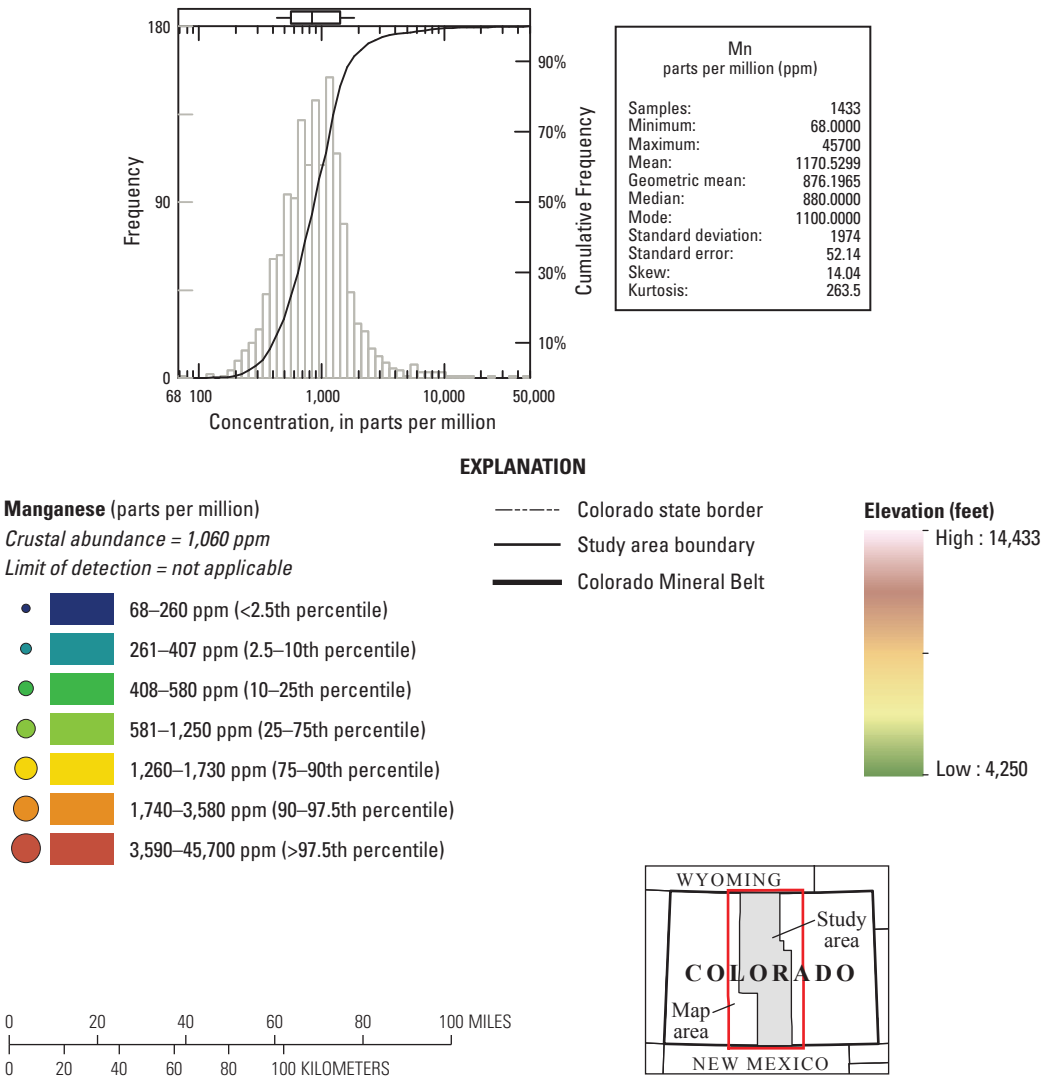 180
90
0
Frequency
90%
70%
50%
30%
10%
Cumulative Frequency
68 100 1,000 10,000 50,000
Concentration, in parts per million
Mn
parts per million (ppm)
Samples: 1433
Minimum: 68.0000
Maximum: 45700
Mean: 1170.5299
Geometric mean: 876.1965
Median: 880.0000
Mode: 1100.0000
Standard deviation: 1974
Standard error: 52.14
Skew: 14.04
Kurtosis: 263.5
EXPLANATION
Manganese (parts per million)
Crustal abundance = 1,060 ppm
Limit of detection = not applicable
68–260 ppm (<2.5th percentile)
261–407 ppm (2.5–10th percentile)
408–580 ppm (10–25th percentile)
581–1,250 ppm (25–75th percentile)
1,260–1,730 ppm (75–90th percentile)
1,740–3,580 ppm (90–97.5th percentile)
3,590–45,700 ppm (>97.5th percentile)
Colorado state border
Study area boundary
Colorado Mineral Belt
Elevation (feet)
High : 14,433
Low : 4,250
0 20 40 60 80 100 MILES
0 20 40 60 80 100 KILOMETERS
WYOMING
Study
area
COLORADO
Map
area
NEW MEXICO